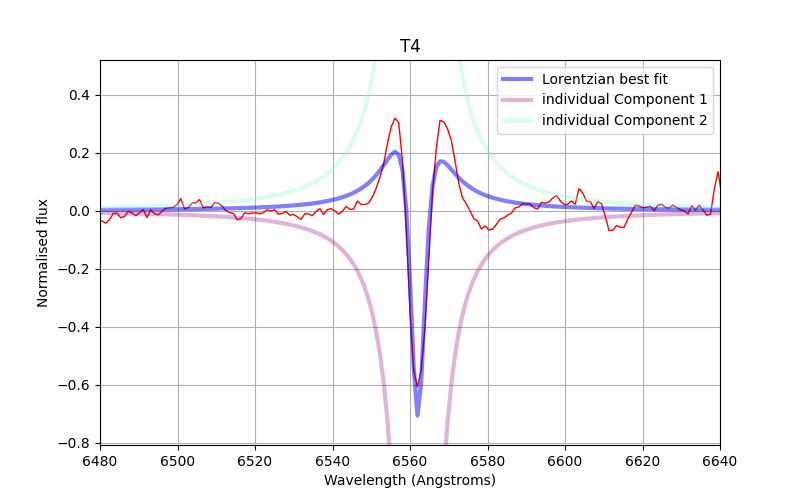 T4
Lorentzian best fit
individual Component 1
individual Component 2
0.4
0.2
0.0
−0.2
−0.4
−0.6
−0.8
Normalised flux
6480 6500 6520 6540 6560 6580 6600 6620 6640
Wavelength (Angstroms)